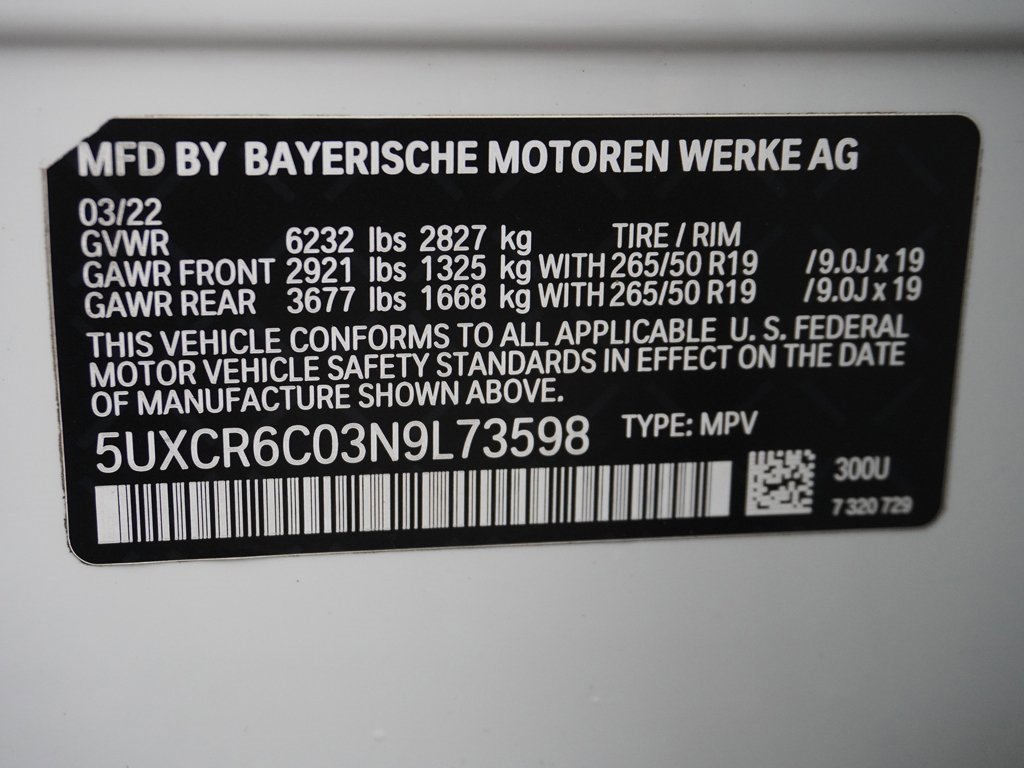 MFD BY BAYERISCHE MOTOREN WERKE AG
03/22
GVWR 6232 lbs 2827 kg TIRE / RIM
GAWR FRONT 2921 lbs 1325 kg WITH 265/50 R19 /9.0J x 19
GAWR REAR 3677 lbs 1668 kg WITH 265/50 R19 /9.0J x 19
THIS VEHICLE CONFORMS TO ALL APPLICABLE U. S. FEDERAL
MOTOR VEHICLE SAFETY STANDARDS IN EFFECT ON THE DATE
OF MANUFACTURE SHOWN ABOVE.
5UXCR6C03N9L73598 TYPE: MPV
300U
7 320 729